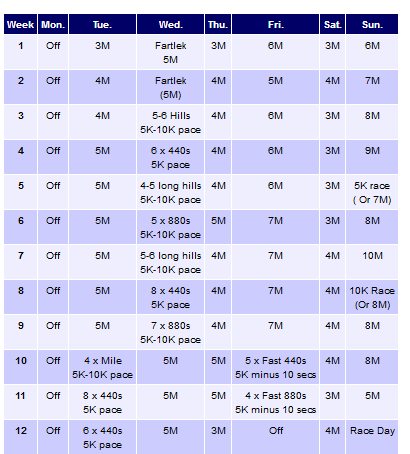 Week Mon. Tue. Wed. Thu. Fri. Sat. Sun.
1 Off 3M Fartlek 5M 3M 6M 3M 6M
2 Off 4M Fartlek (5M) 4M 5M 4M 7M
3 Off 4M 5-6 Hills 5K-10K pace 4M 6M 3M 8M
4 Off 5M 6 x 440s 5K pace 4M 6M 3M 9M
5 Off 5M 4-5 long hills 5K-10K pace 4M 6M 3M 5K race ( Or 7M)
6 Off 5M 5 x 880s 5K-10K pace 5M 7M 3M 8M
7 Off 5M 5-6 long hills 5K-10K pace 4M 7M 4M 10M
8 Off 5M 8 x 440s 5K pace 4M 7M 4M 10K Race (Or 8M)
9 Off 5M 7 x 880s 5K-10K pace 4M 7M 4M 8M
10 Off 4 x Mile 5K-10K pace 5M 5M 5 x Fast 440s 5K minus 10 secs 4M 8M
11 Off 8 x 440s 5K pace 5M 5M 4 x Fast 880s 5K minus 10 secs 3M 5M
12 Off 6 x 440s 5K pace 5M 3M Off 4M Race Day